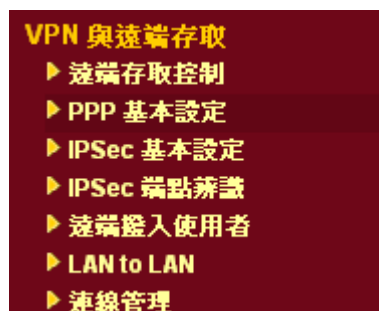 VPN 與遠端存取
遠端存取控制
PPP 基本設定
IPSec 基本設定
IPSec 端點辨識
遠端撥入使用者
LAN to LAN
連線管理